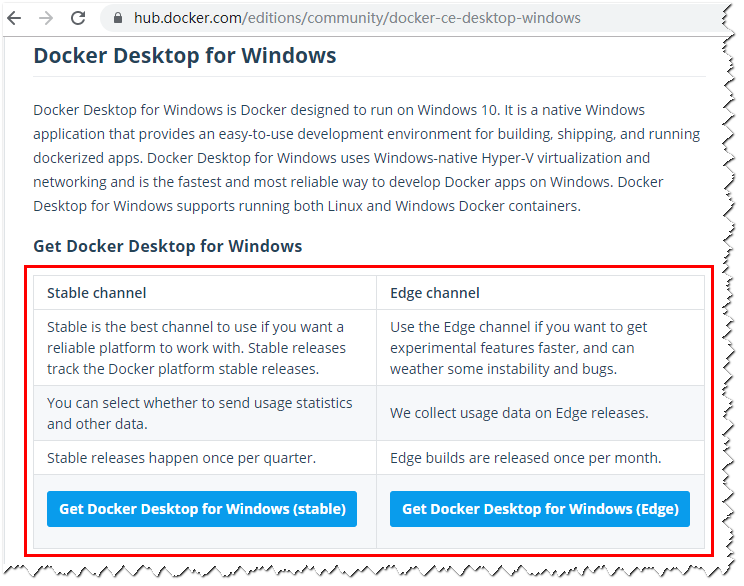 hub.docker.com/editions/community/docker-ce-desktop-windows
Docker Desktop for Windows
Docker Desktop for Windows is Docker designed to run on Windows 10. It is a native Windows
application that provides an easy-to-use development environment for building, shipping, and running
dockerized apps. Docker Desktop for Windows uses Windows-native Hyper-V virtualization and
networking and is the fastest and most reliable way to develop Docker apps on Windows. Docker
Desktop for Windows supports running both Linux and Windows Docker containers.
Get Docker Desktop for Windows
Stable channel
Edge channel
Stable is the best channel to use if you want a
reliable platform to work with. Stable releases
track the Docker platform stable releases.
Use the Edge channel if you want to get
experimental features faster, and can
weather some instability and bugs.
You can select whether to send usage statistics
and other data.
We collect usage data on Edge releases.
Stable releases happen once per quarter.
Edge builds are released once per month.
Get Docker Desktop for Windows (stable)
Get Docker Desktop for Windows (Edge)